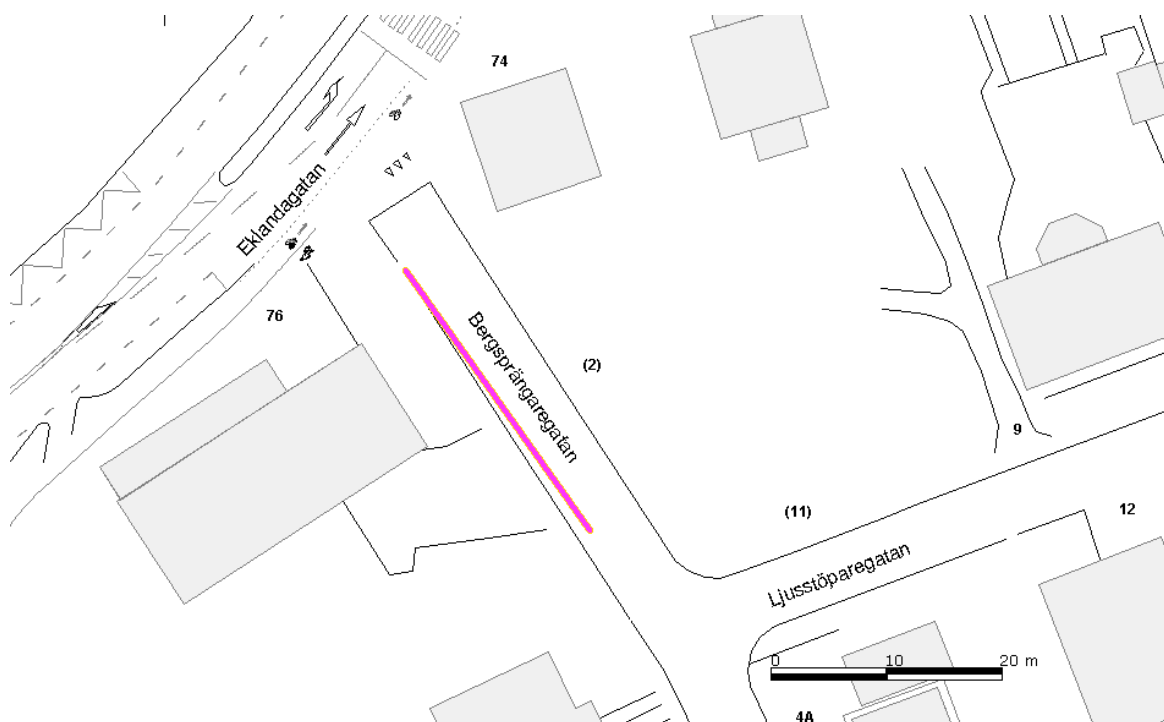 74
Eklandagatan
76
Bergsprängaregatan
(2)
9
(11)
12
Ljusstöparegatan
0 10 20 m
4A